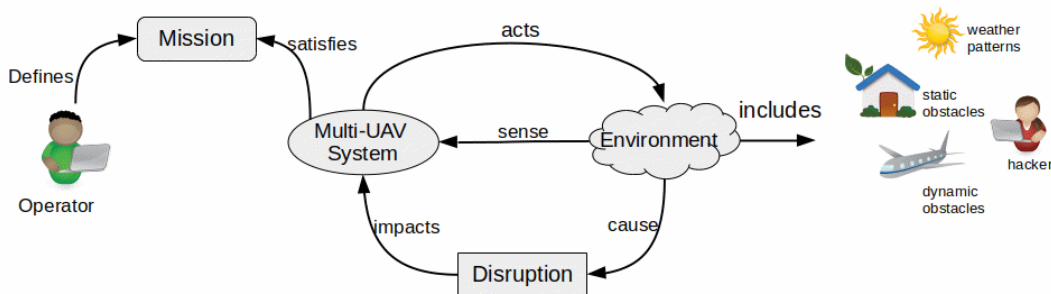 Mission
satisfies
acts
Defines
Multi-UAV
System
sense
Environment
includes
weather
patterns
static
obstacles
hacker
dynamic
obstacles
Operator
impacts
cause
Disruption